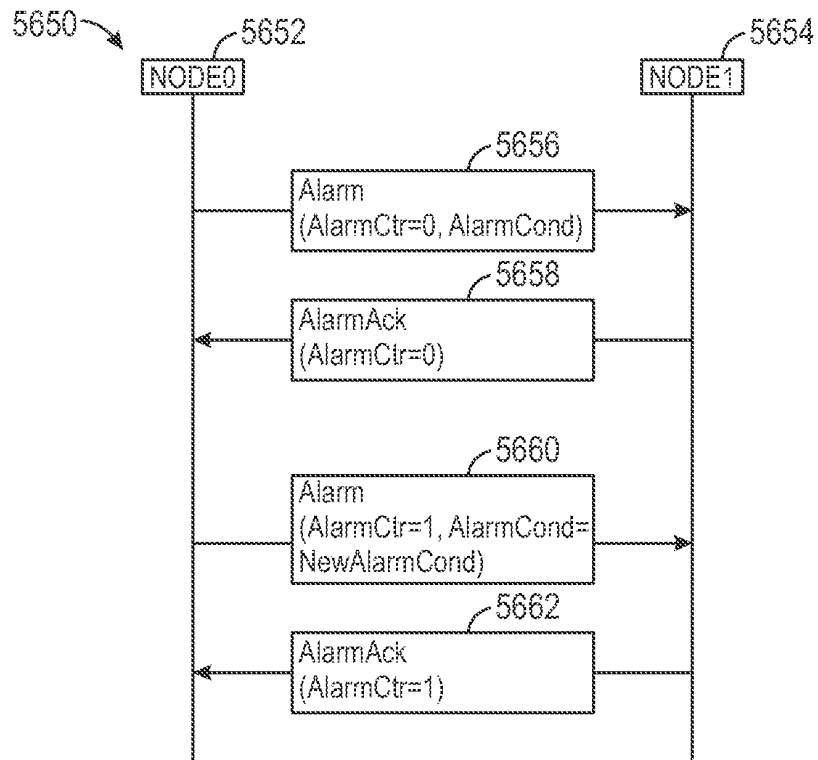 5650
5652
5654
NODE0
NODE1
5656
Alarm
(AlarmCtr=0, AlarmCond)
5658
AlarmAck
(AlarmCtr=0)
5660
Alarm
(AlarmCtr=1, AlarmCond=
NewAlarmCond)
5662
AlarmAck
(AlarmCtr=1)